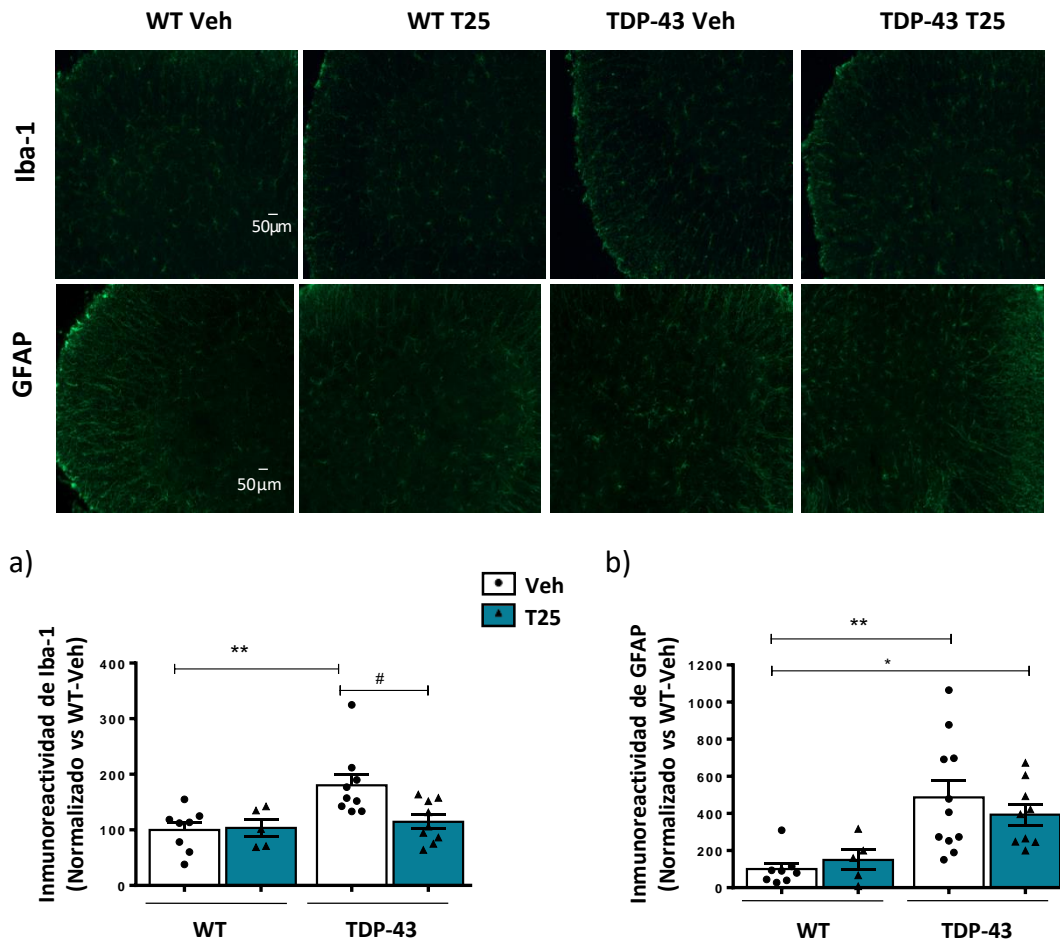 WT Veh WT T25 TDP-43 Veh TDP-43 T25
Iba-1
50µm
GFAP
50µm
a)
Veh
T25
Inmunoreactividad de Iba-1
(Normalizado vs WT-Veh)
400
300
200
100
0
**
#
WT TDP-43
b)
Inmunoreactividad de GFAP
(Normalizado vs WT-Veh)
1200
1000
800
600
400
200
0
**
*
WT TDP-43